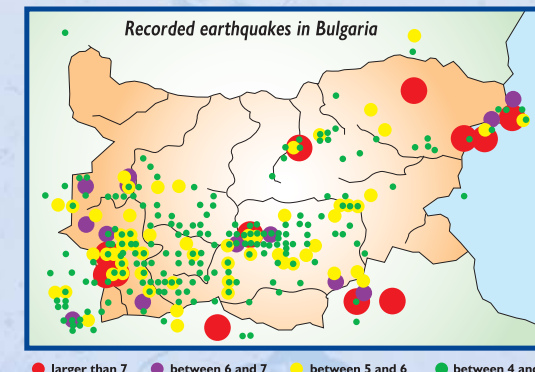 Recorded earthquakes in Bulgaria
larger than 7 between 6 and 7 between 5 and 6 between 4 and